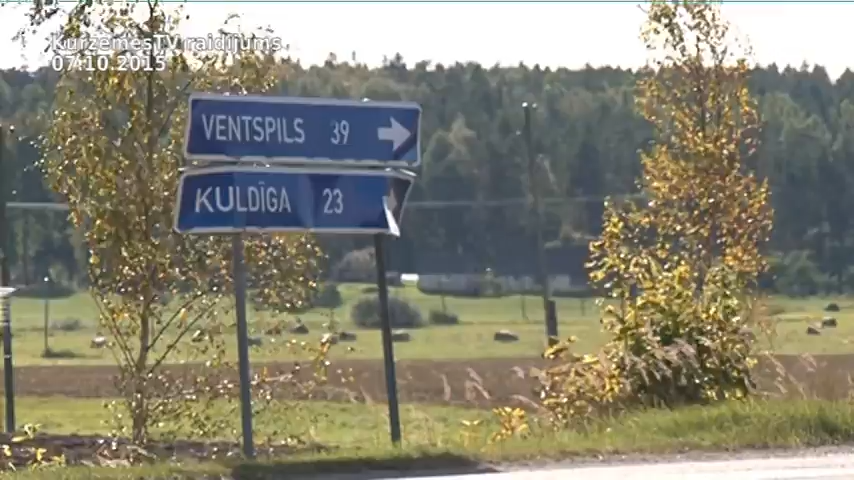 KurzemesTV raidījums
07.10.2015
VENTSPILS 39
KULDĪGA 23